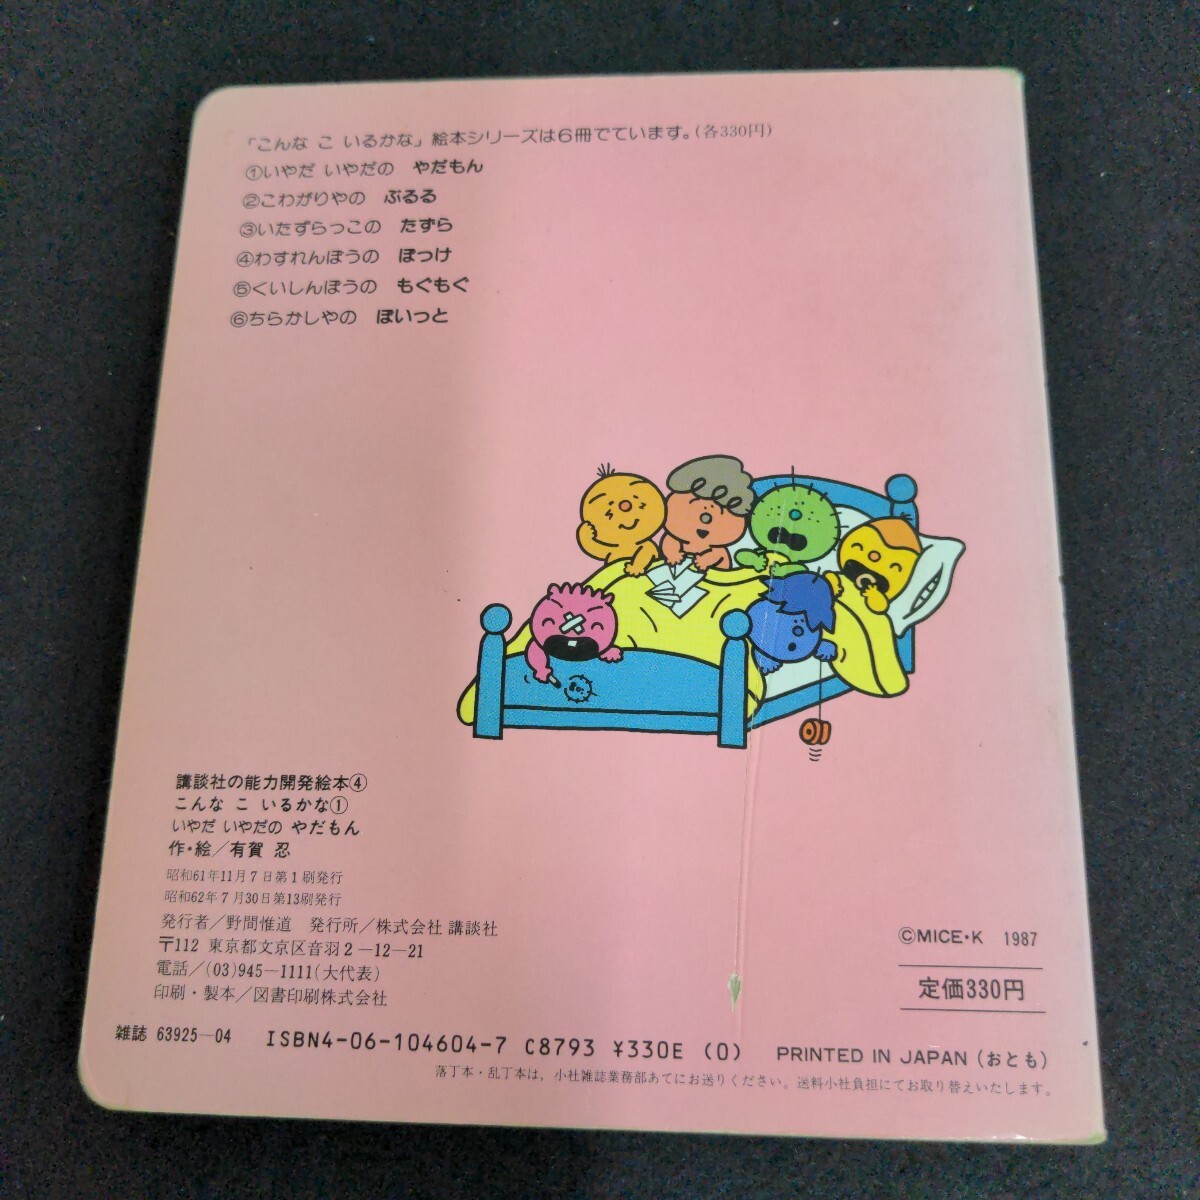 「こんな こ いるかな」絵本シリーズは6冊でています。(各330円)
①いやだ いやだの やだもん
②こわがりやの ぶるる
③いたずらっこの たずら
④わすれんぼうの ぽっけ
⑤くいしんぼうの もぐもぐ
⑥ちらかしやの ぽいっと
講談社の能力開発絵本④
こんな こ いるかな①
いやだ いやだの やだもん
作・絵/有賀 忍
昭和61年11月7日第1刷発行
昭和62年7月30日第13刷発行
発行者/野間惟道 発行所/株式会社 講談社
〒112 東京都文京区音羽2-12-21
電話/(03)945-1111(大代表)
印刷・製本/図書印刷株式会社
©MICE・K 1987
定価330円
雑誌 63925-04
ISBN4-06-104604-7 C8793 ¥330E (0)
PRINTED IN JAPAN (おとも)
落丁本・乱丁本は,小社雑誌業務部あてにお送りください。送料小社負担にてお取り替えいたします。